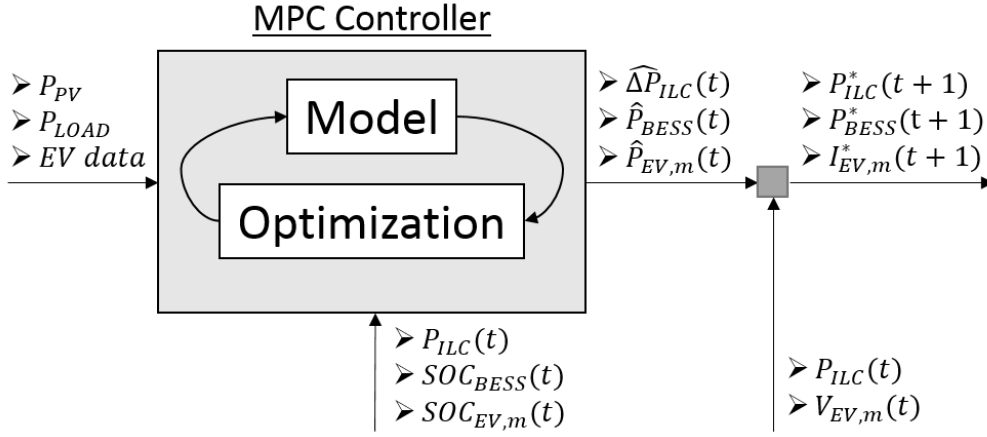 MPC Controller
➢ P_PV
➢ P_LOAD
➢ EV data
Model
Optimization
➢ \widehat{ΔP}_ILC(t)
➢ P̂_BESS(t)
➢ P̂_EV,m(t)
➢ P*_ILC(t + 1)
➢ P*_BESS(t + 1)
➢ I*_EV,m(t + 1)
➢ P_ILC(t)
➢ SOC_BESS(t)
➢ SOC_EV,m(t)
➢ P_ILC(t)
➢ V_EV,m(t)